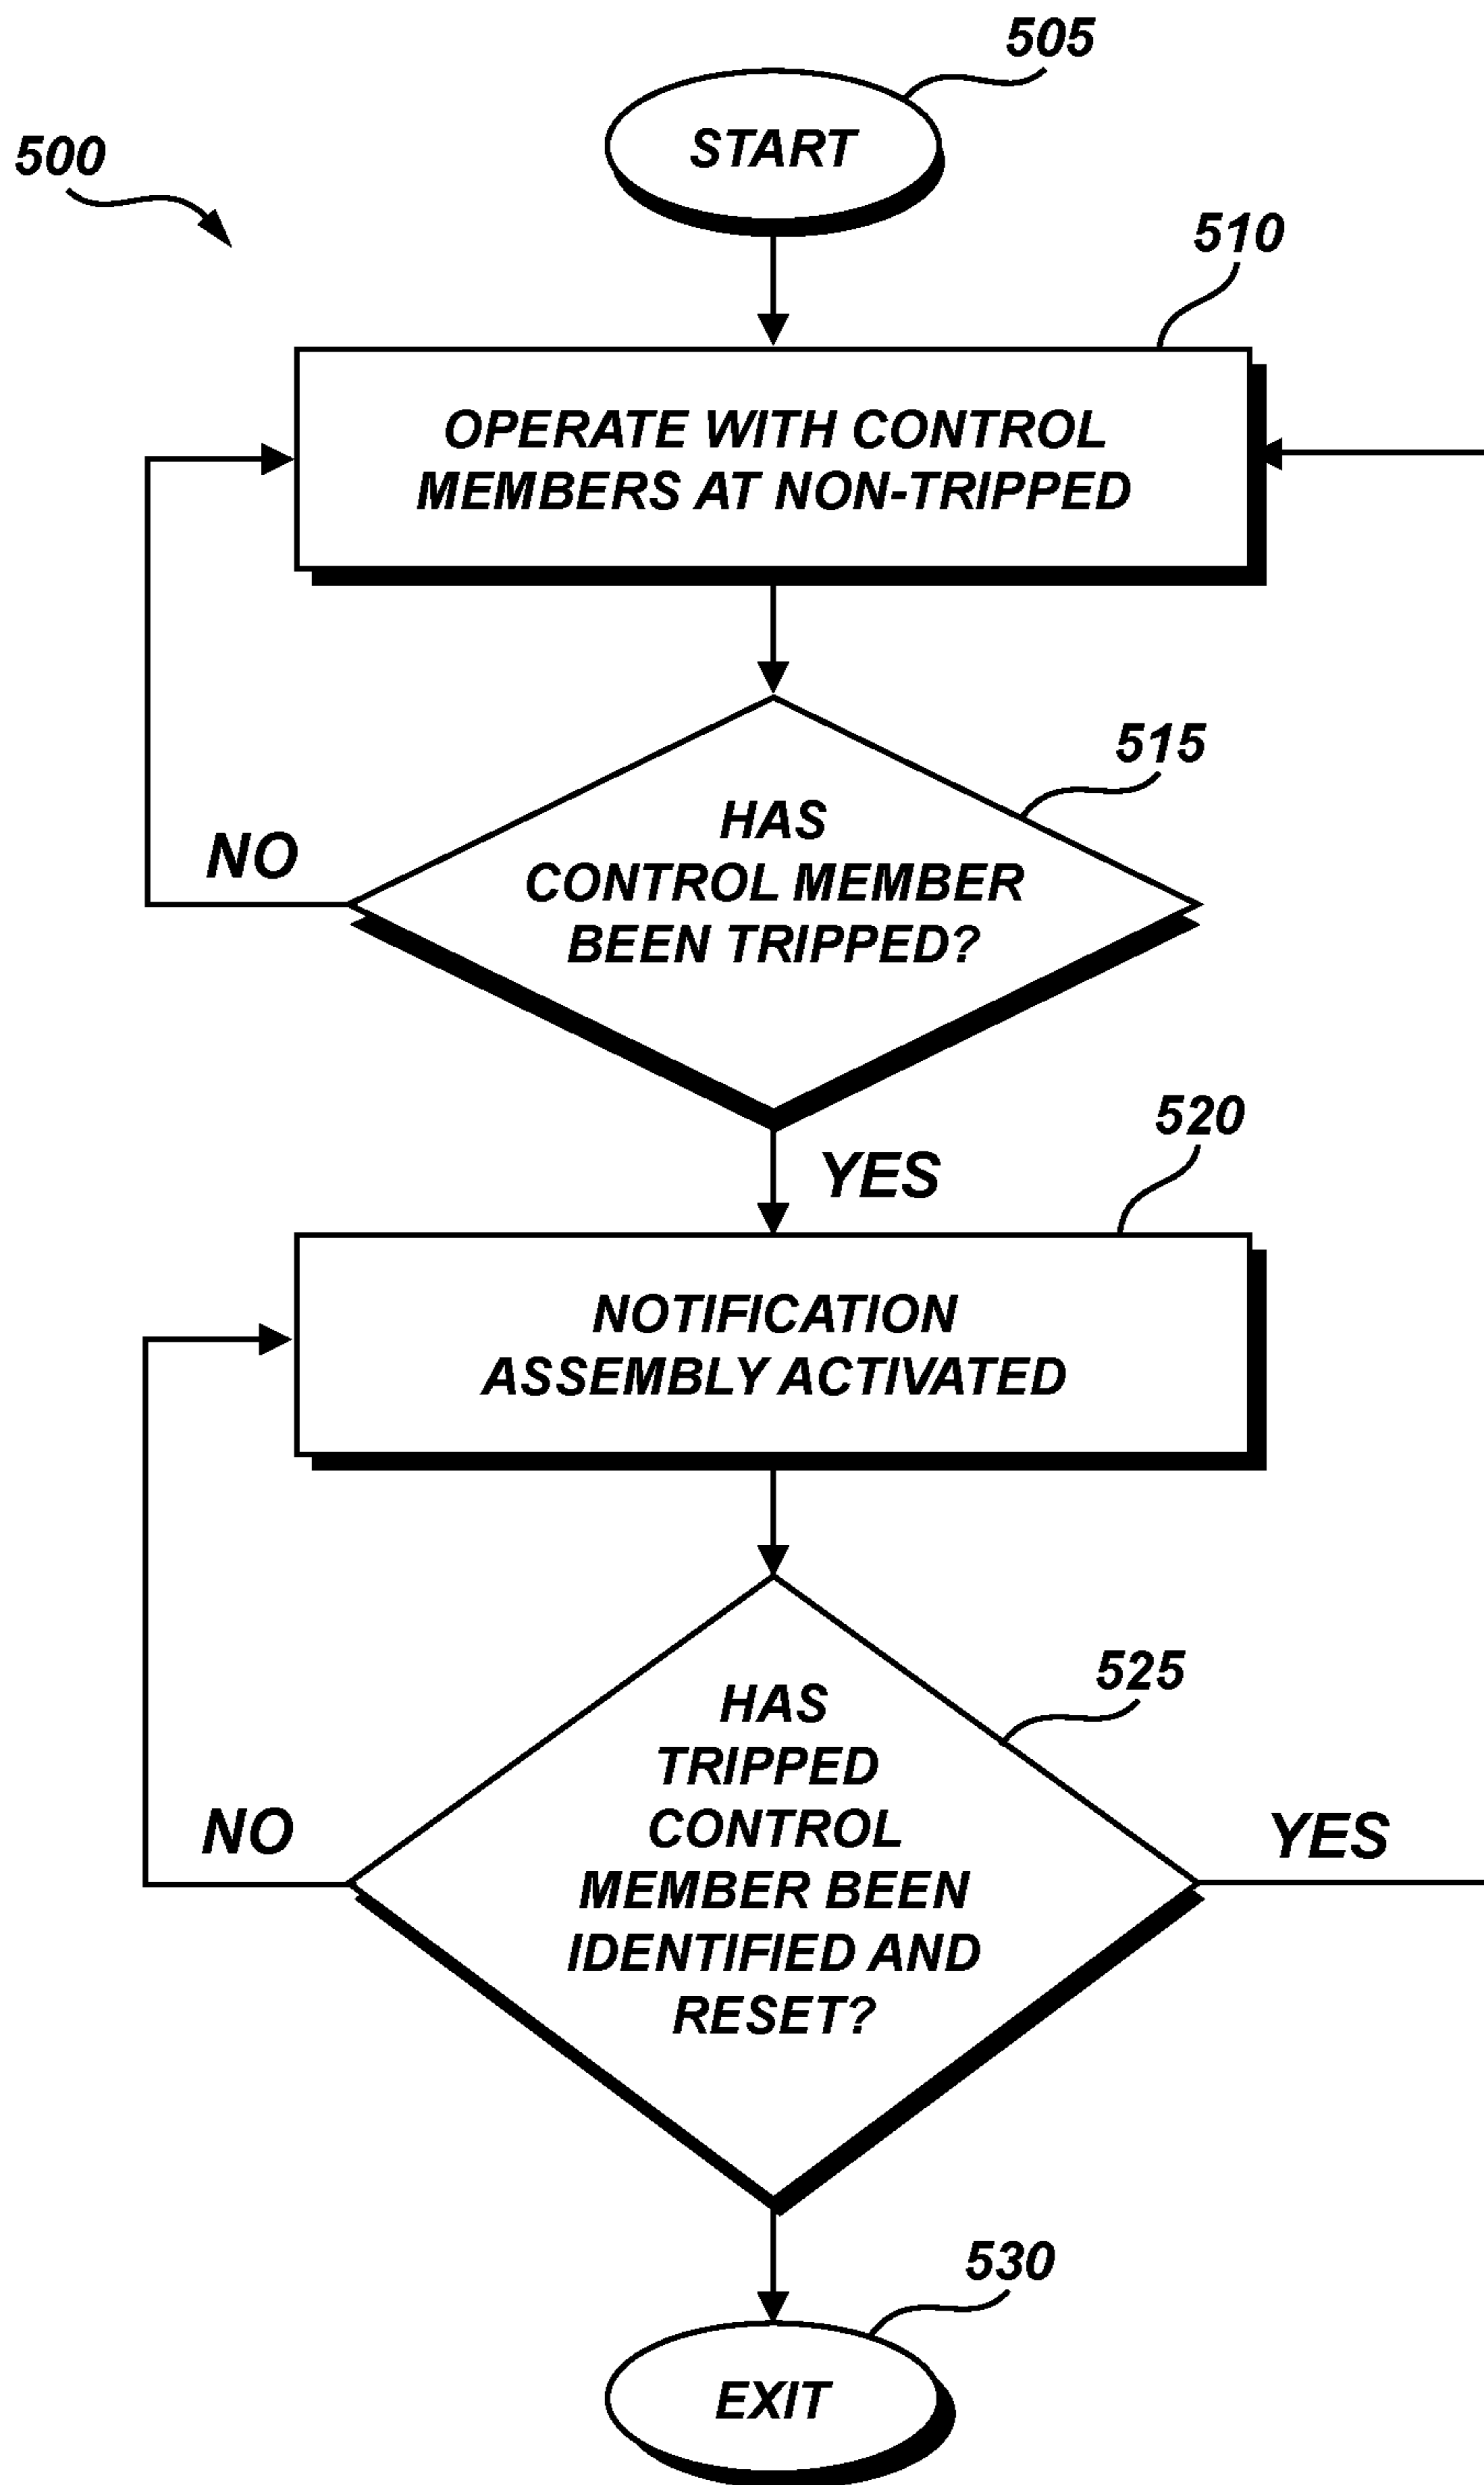 505
START
500
510
OPERATE WITH CONTROL
MEMBERS AT NON-TRIPPED
515
HAS
CONTROL MEMBER
BEEN TRIPPED?
NO
520
YES
NOTIFICATION
ASSEMBLY ACTIVATED
525
HAS
TRIPPED
CONTROL
MEMBER BEEN
IDENTIFIED AND
RESET?
NO
YES
530
EXIT